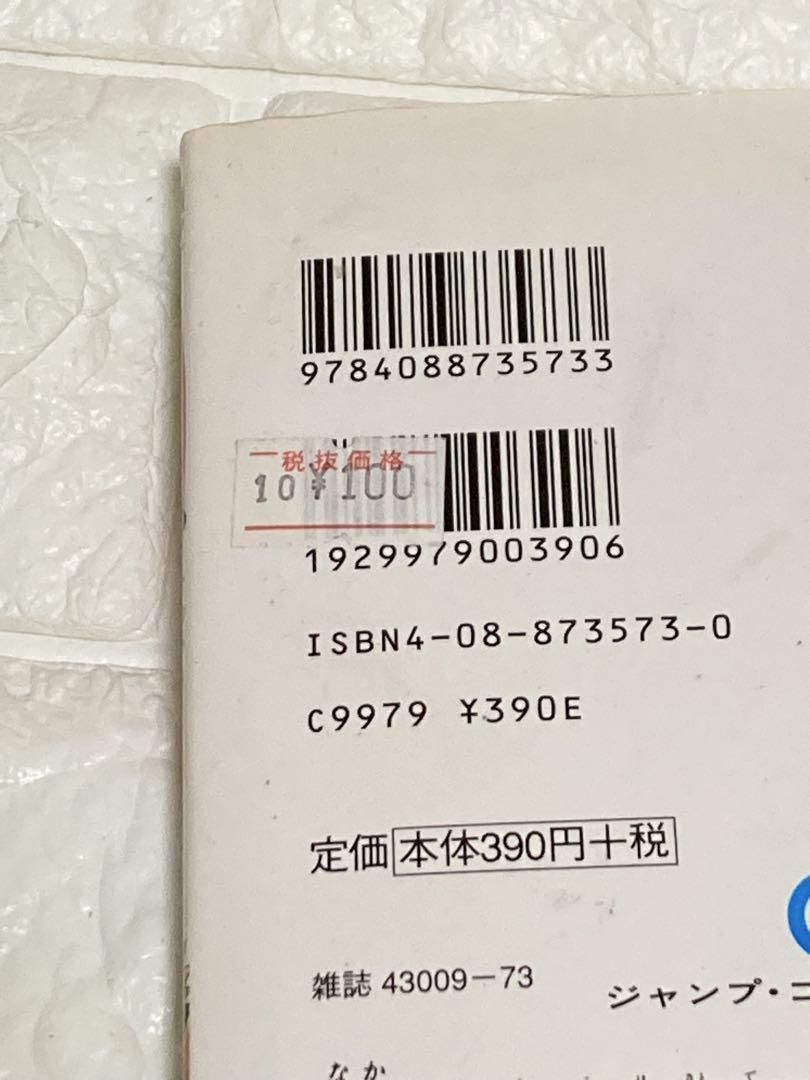 9784088735733
税抜価格
10 ¥100
1929979003906
ISBN4-08-873573-0
C9979 ¥390E
定価 本体390円+税
雑誌 43009-73
ジャンプ・コ
なか